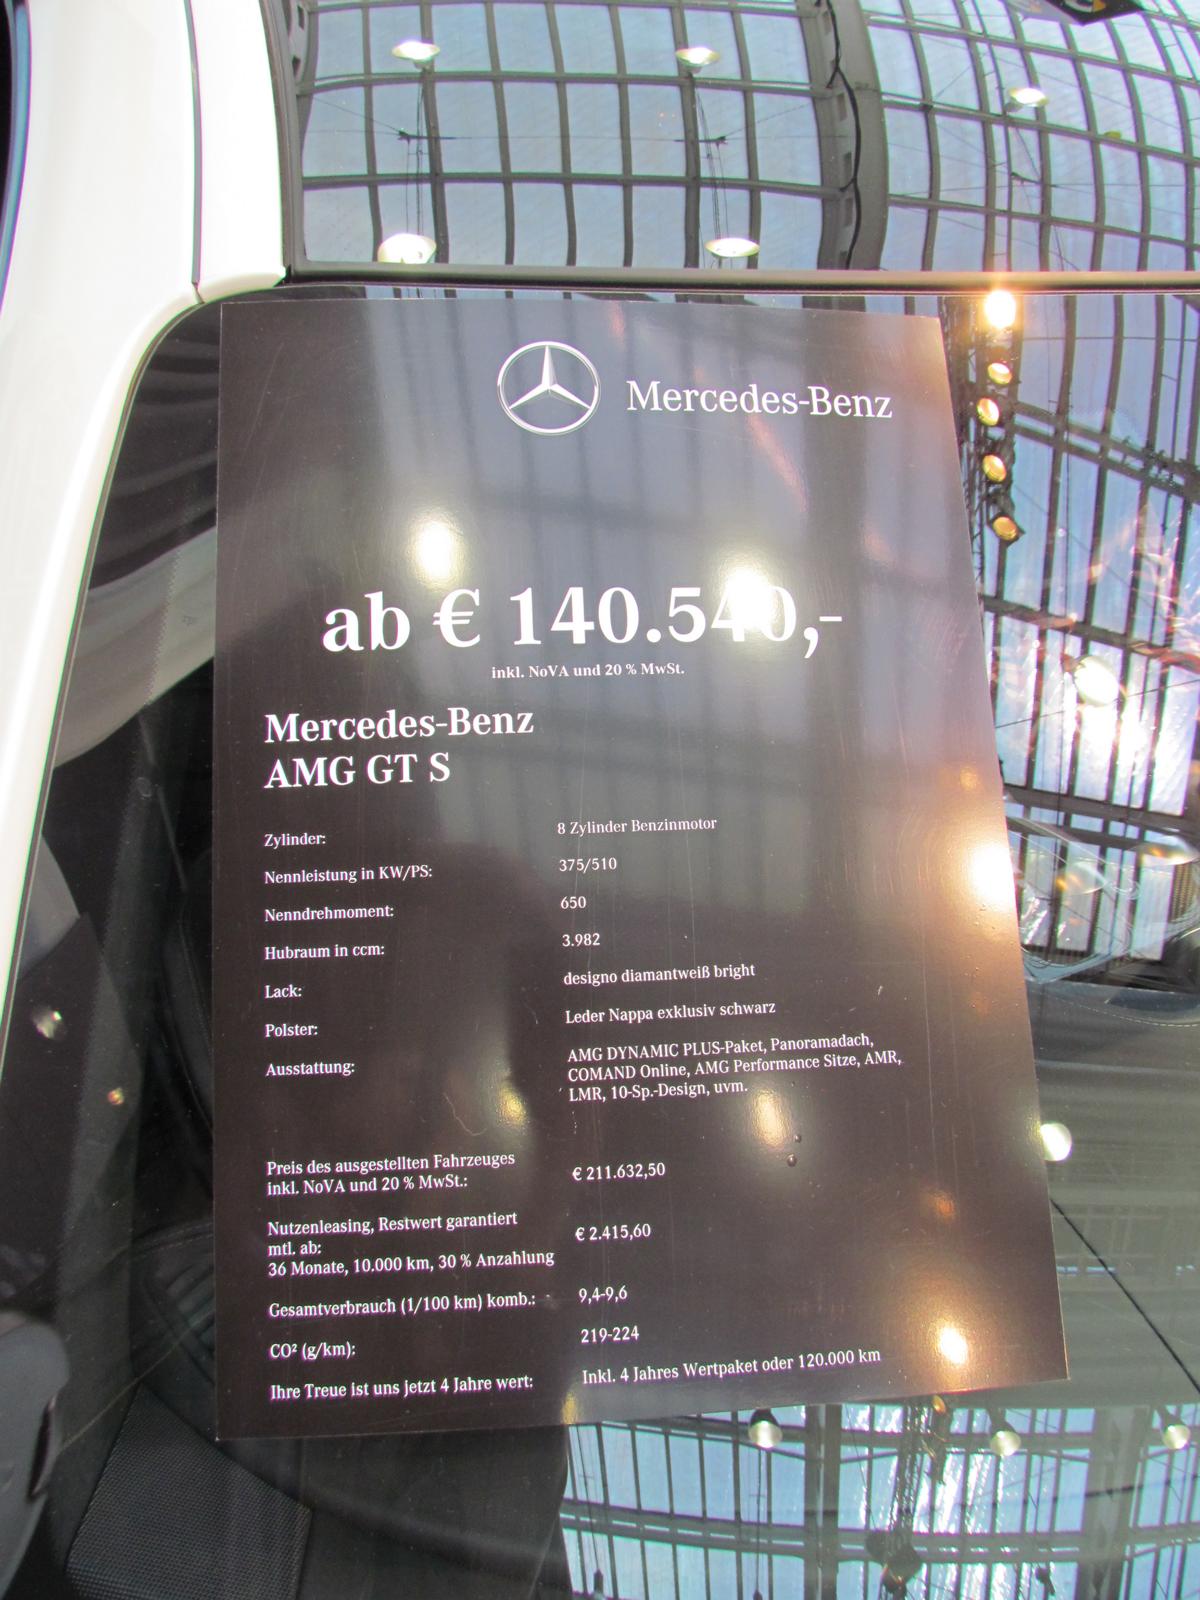 Mercedes-Benz
ab € 140.540,-
inkl. NoVA und 20 % MwSt.
Mercedes-Benz
AMG GT S
Zylinder: 8 Zylinder Benzinmotor
Nennleistung in KW/PS: 375/510
Nenndrehmoment: 650
Hubraum in ccm: 3.982
Lack: designo diamantweiß bright
Polster: Leder Nappa exklusiv schwarz
Ausstattung: AMG DYNAMIC PLUS-Paket, Panoramadach,
COMAND Online, AMG Performance Sitze, AMR,
LMR, 10-Sp.-Design, uvm.
Preis des ausgestellten Fahrzeuges
inkl. NoVA und 20 % MwSt.: € 211.632,50
Nutzenleasing, Restwert garantiert
mtl. ab: € 2.415,60
36 Monate, 10.000 km, 30 % Anzahlung
Gesamtverbrauch (1/100 km) komb.: 9,4-9,6
CO² (g/km): 219-224
Ihre Treue ist uns jetzt 4 Jahre wert: Inkl. 4 Jahres Wertpaket oder 120.000 km